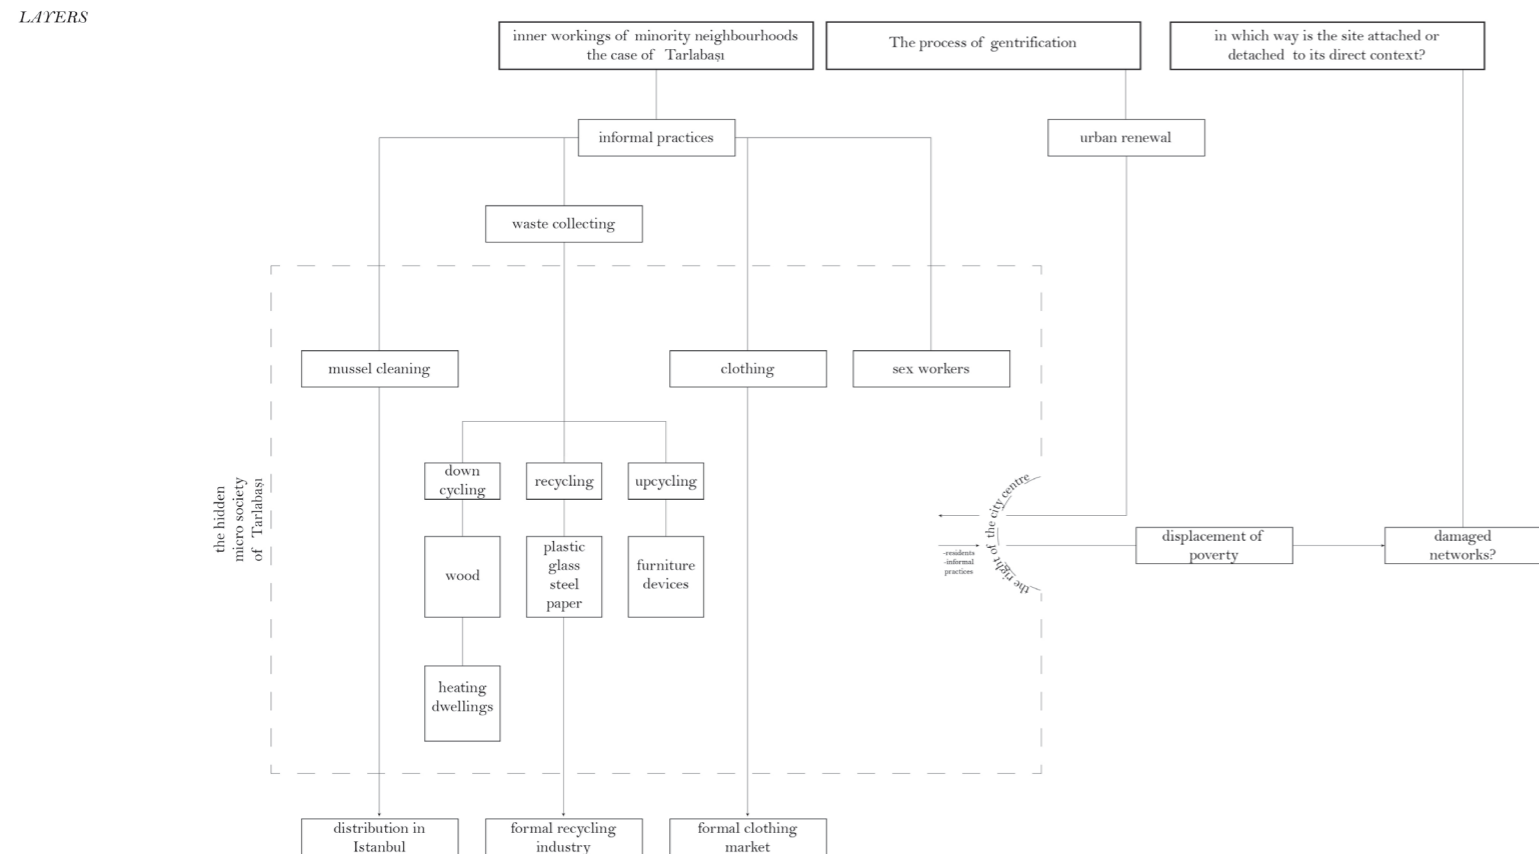 LAYERS
inner workings of minority neighbourhoods
the case of Tarlabaşı
The process of gentrification
in which way is the site attached or
detached to its direct context?
informal practices
urban renewal
waste collecting
mussel cleaning
clothing
sex workers
down
cycling
recycling
upcycling
the hidden
micro society
of Tarlabaşı
the right of the city centre
-residents
-informal
practices
displacement of
poverty
damaged
networks?
wood
plastic
glass
steel
paper
furniture
devices
heating
dwellings
distribution in
Istanbul
formal recycling
industry
formal clothing
market